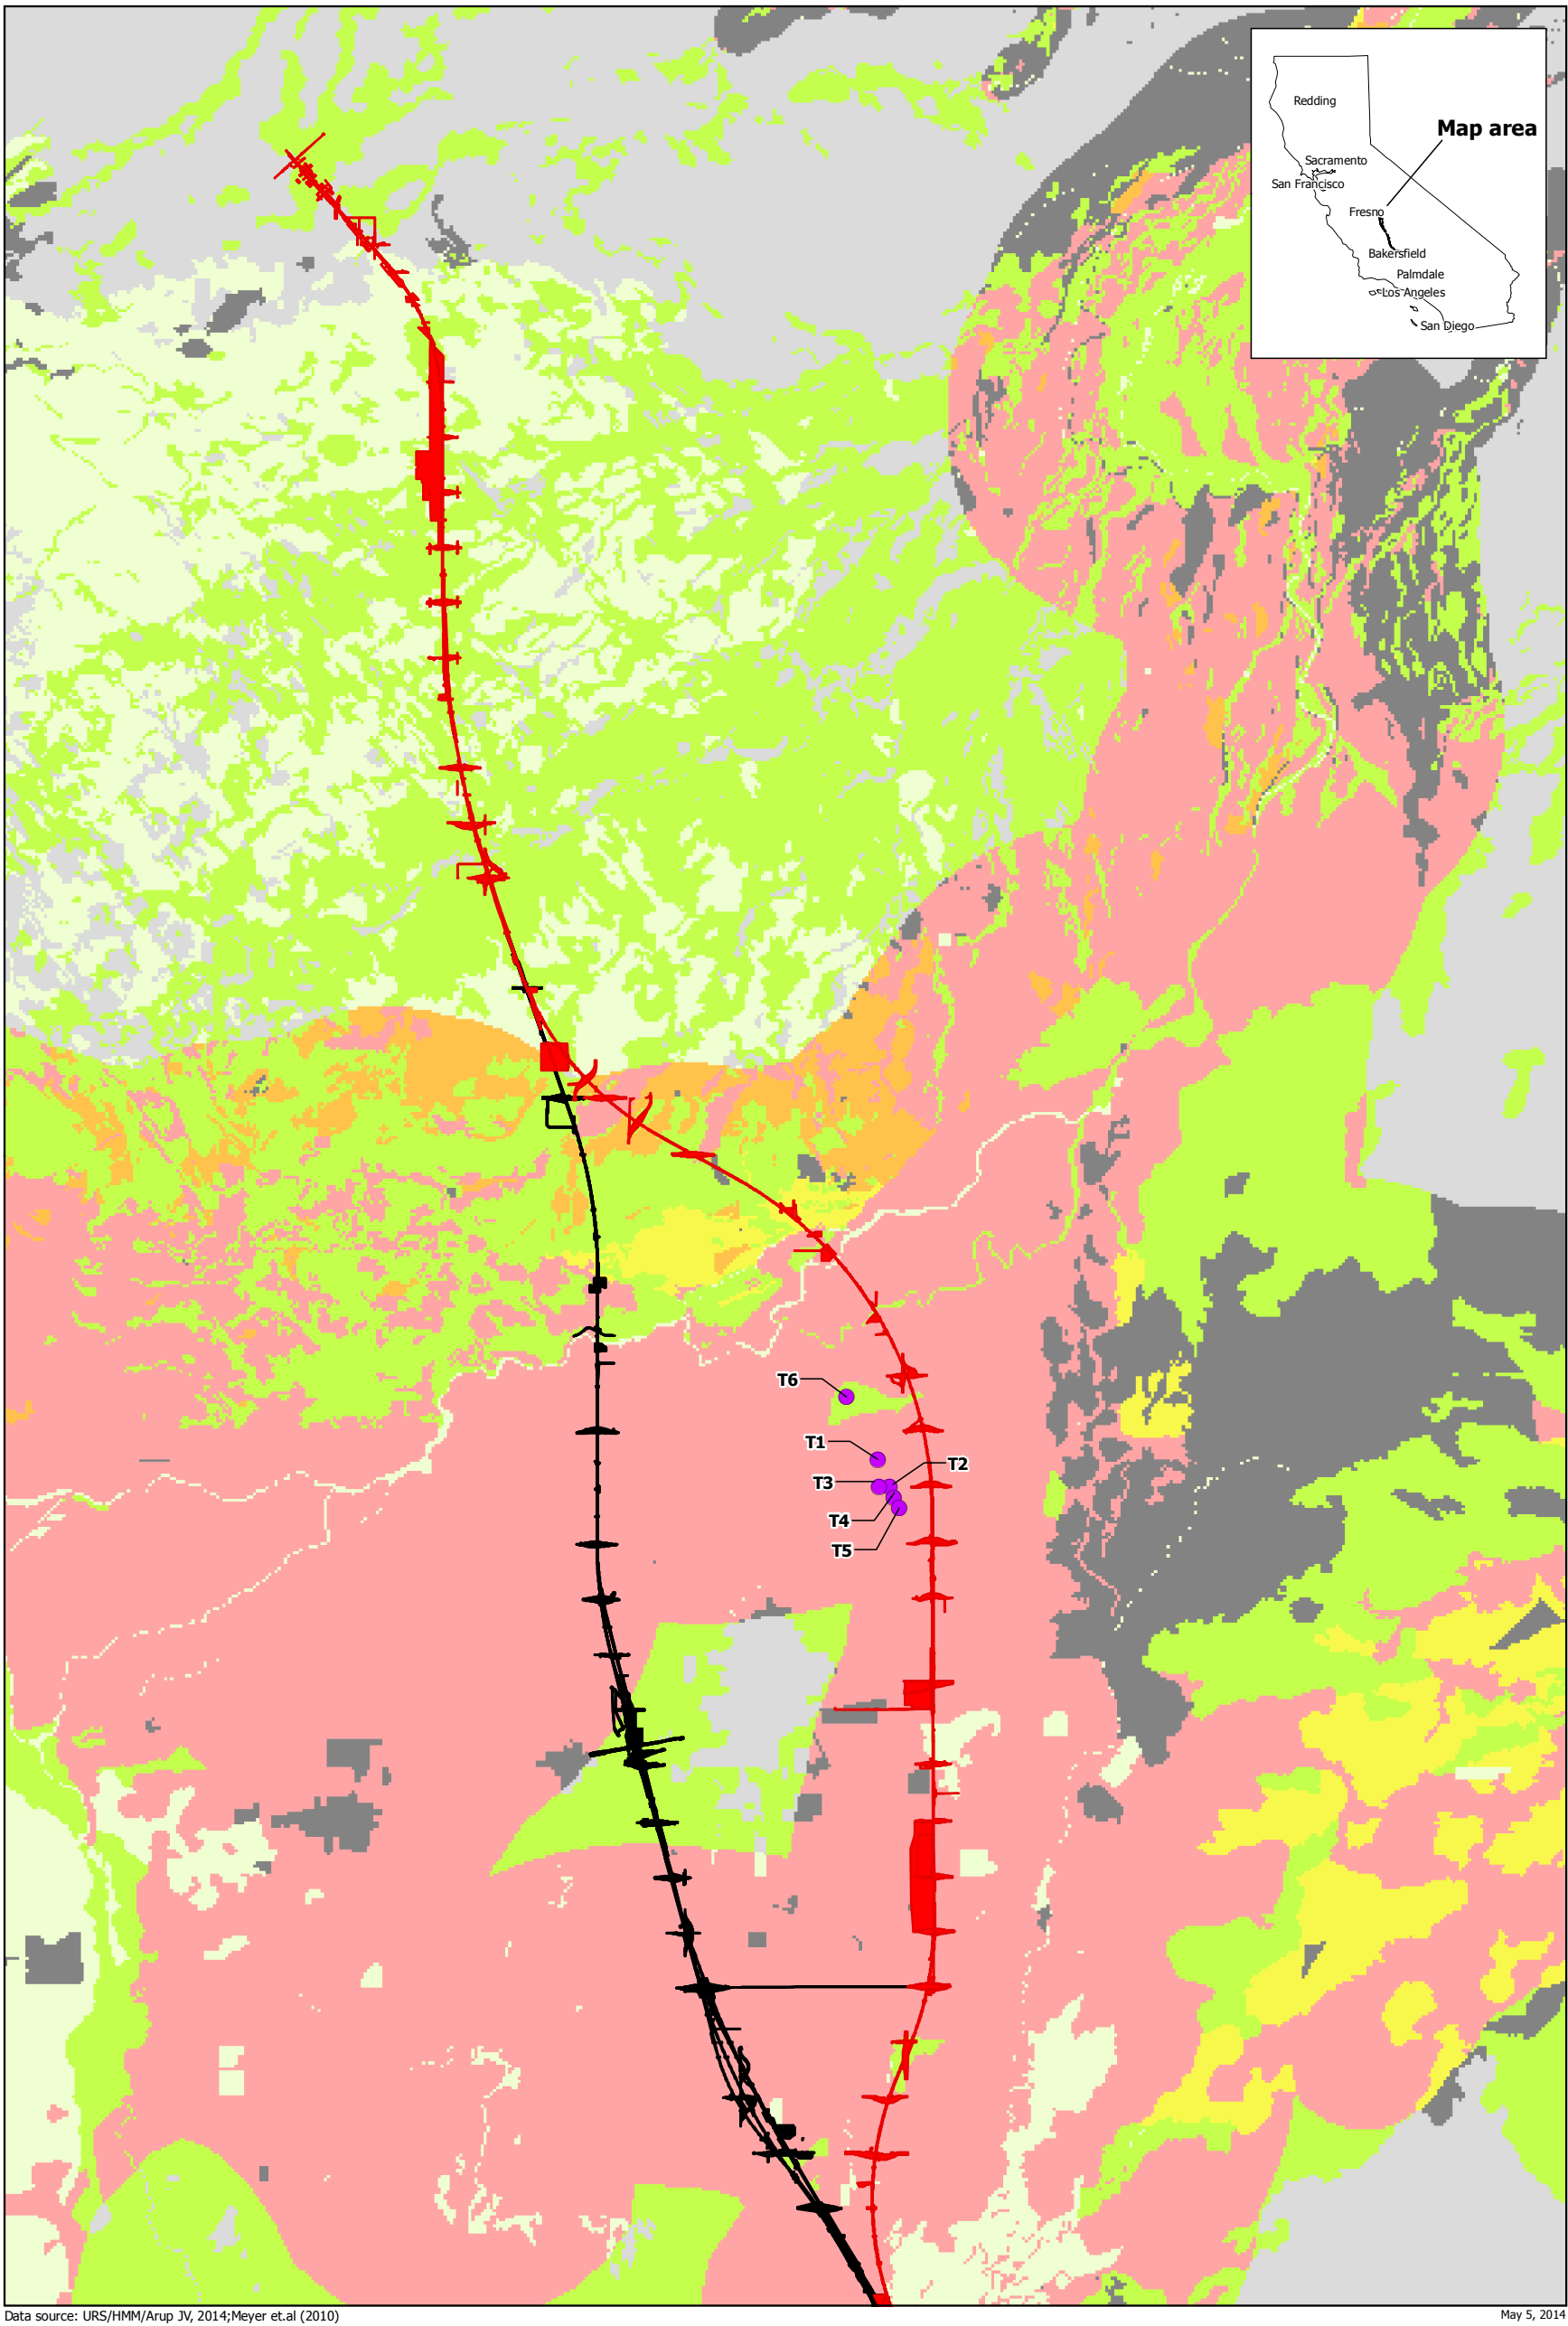 Redding
Map area
Sacramento
San Francisco
Fresno
Bakersfield
Palmdale
Los Angeles
San Diego
T6
T1
T2
T3
T4
T5
Data source: URS/HMM/Arup JV, 2014;Meyer et.al (2010)
May 5, 2014